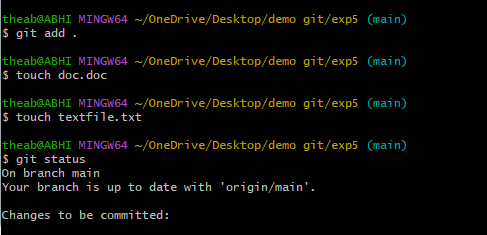 theab@ABHI MINGW64 ~/OneDrive/Desktop/demo git/exp5 (main)
$ git add .
theab@ABHI MINGW64 ~/OneDrive/Desktop/demo git/exp5 (main)
$ touch doc.doc
theab@ABHI MINGW64 ~/OneDrive/Desktop/demo git/exp5 (main)
$ touch textfile.txt
theab@ABHI MINGW64 ~/OneDrive/Desktop/demo git/exp5 (main)
$ git status
On branch main
Your branch is up to date with 'origin/main'.
Changes to be committed: